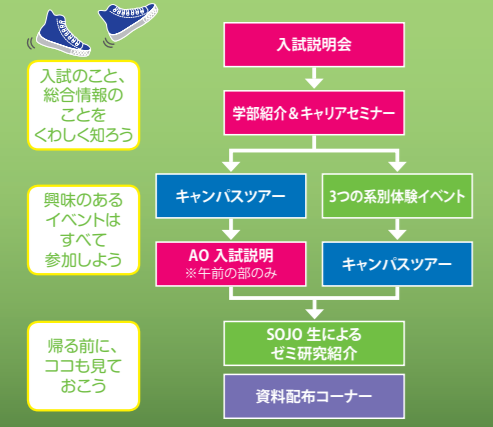 入試説明会
入試のこと、
総合情報の
ことを
くわしく知ろう
学部紹介＆キャリアセミナー
興味のある
イベントは
すべて
参加しよう
キャンパスツアー
3つの系別体験イベント
AO 入試説明
※午前の部のみ
キャンパスツアー
帰る前に、
ココも見て
おこう
SOJO 生による
ゼミ研究紹介
資料配布コーナー